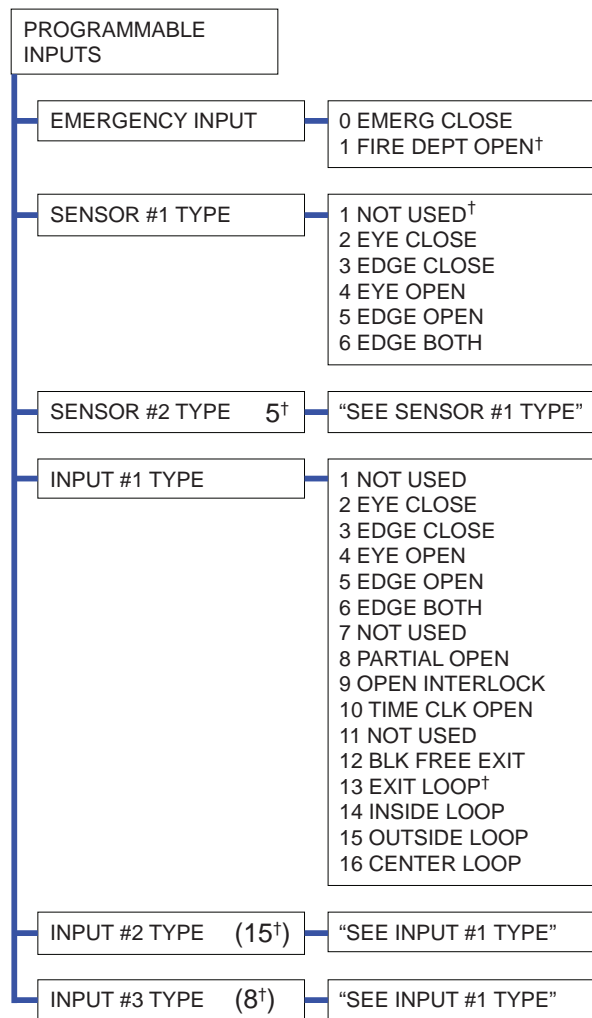 PROGRAMMABLE
INPUTS
EMERGENCY INPUT
0 EMERG CLOSE
1 FIRE DEPT OPEN†
SENSOR #1 TYPE
1 NOT USED†
2 EYE CLOSE
3 EDGE CLOSE
4 EYE OPEN
5 EDGE OPEN
6 EDGE BOTH
SENSOR #2 TYPE 5†
“SEE SENSOR #1 TYPE”
INPUT #1 TYPE
1 NOT USED
2 EYE CLOSE
3 EDGE CLOSE
4 EYE OPEN
5 EDGE OPEN
6 EDGE BOTH
7 NOT USED
8 PARTIAL OPEN
9 OPEN INTERLOCK
10 TIME CLK OPEN
11 NOT USED
12 BLK FREE EXIT
13 EXIT LOOP†
14 INSIDE LOOP
15 OUTSIDE LOOP
16 CENTER LOOP
INPUT #2 TYPE (15†)
“SEE INPUT #1 TYPE”
INPUT #3 TYPE (8†)
“SEE INPUT #1 TYPE”